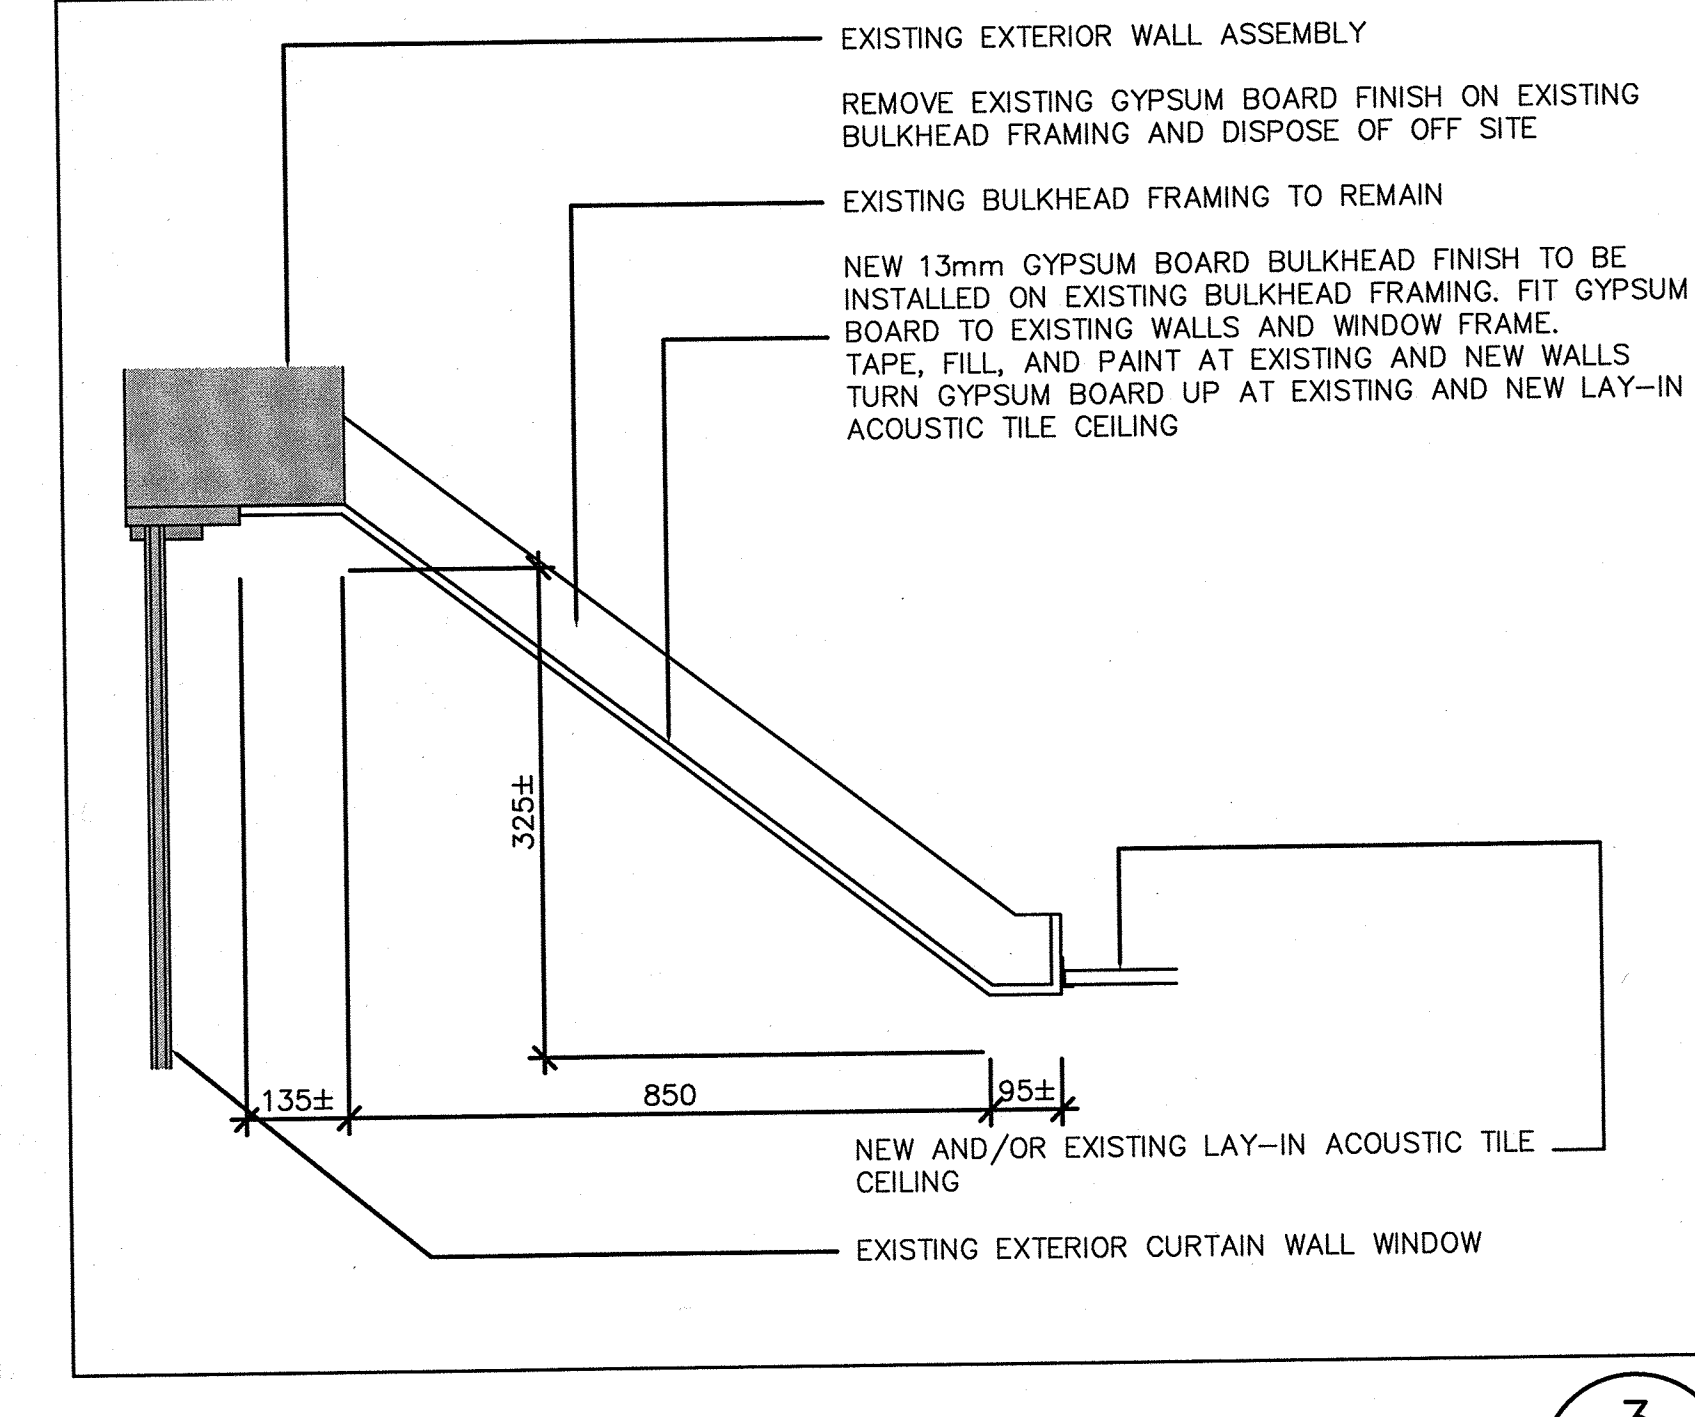 EXISTING EXTERIOR WALL ASSEMBLY
REMOVE EXISTING GYPSUM BOARD FINISH ON EXISTING
BULKHEAD FRAMING AND DISPOSE OF OFF SITE
EXISTING BULKHEAD FRAMING TO REMAIN
NEW 13mm GYPSUM BOARD BULKHEAD FINISH TO BE
INSTALLED ON EXISTING BULKHEAD FRAMING. FIT GYPSUM
BOARD TO EXISTING WALLS AND WINDOW FRAME.
TAPE, FILL, AND PAINT AT EXISTING AND NEW WALLS
TURN GYPSUM BOARD UP AT EXISTING AND NEW LAY-IN
ACOUSTIC TILE CEILING
325±
135±
850
95±
NEW AND/OR EXISTING LAY-IN ACOUSTIC TILE
CEILING
EXISTING EXTERIOR CURTAIN WALL WINDOW